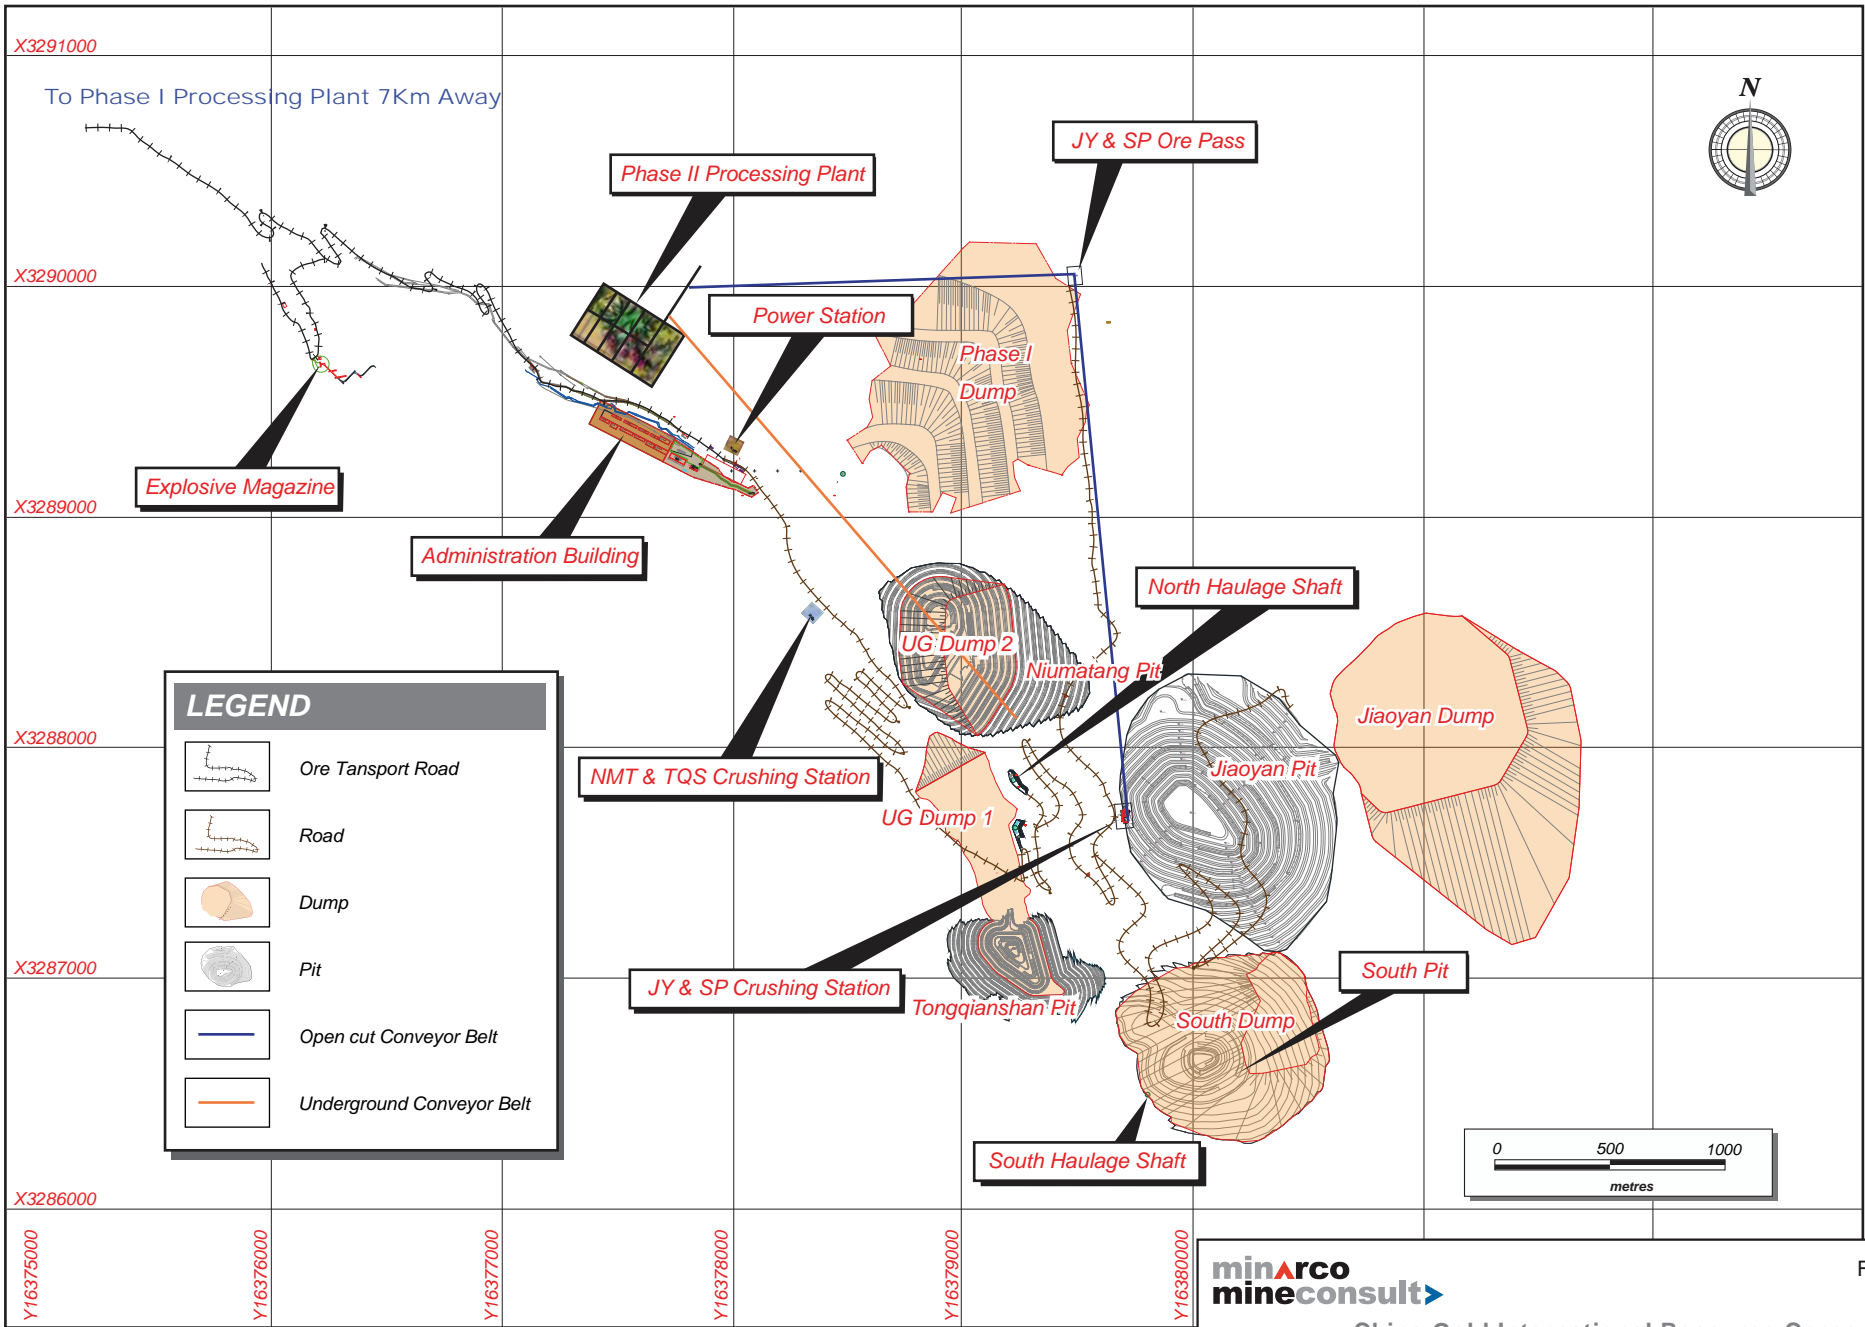 X3291000
To Phase I Processing Plant 7Km Away
N
JY & SP Ore Pass
Phase II Processing Plant
X3290000
Power Station
Phase I
Dump
Explosive Magazine
X3289000
Administration Building
North Haulage Shaft
UG Dump 2
Niumatang Pit
LEGEND
Jiaoyan Dump
X3288000
Ore Tansport Road
NMT & TQS Crushing Station
Jiaoyan Pit
UG Dump 1
Road
Dump
Pit
X3287000
South Pit
JY & SP Crushing Station
Tongqianshan Pit
South Dump
Open cut Conveyor Belt
Underground Conveyor Belt
South Haulage Shaft
0 500 1000
metres
X3286000
Y16375000
Y16376000
Y16377000
Y16378000
Y16379000
Y16380000
minarco
mineconsult
F